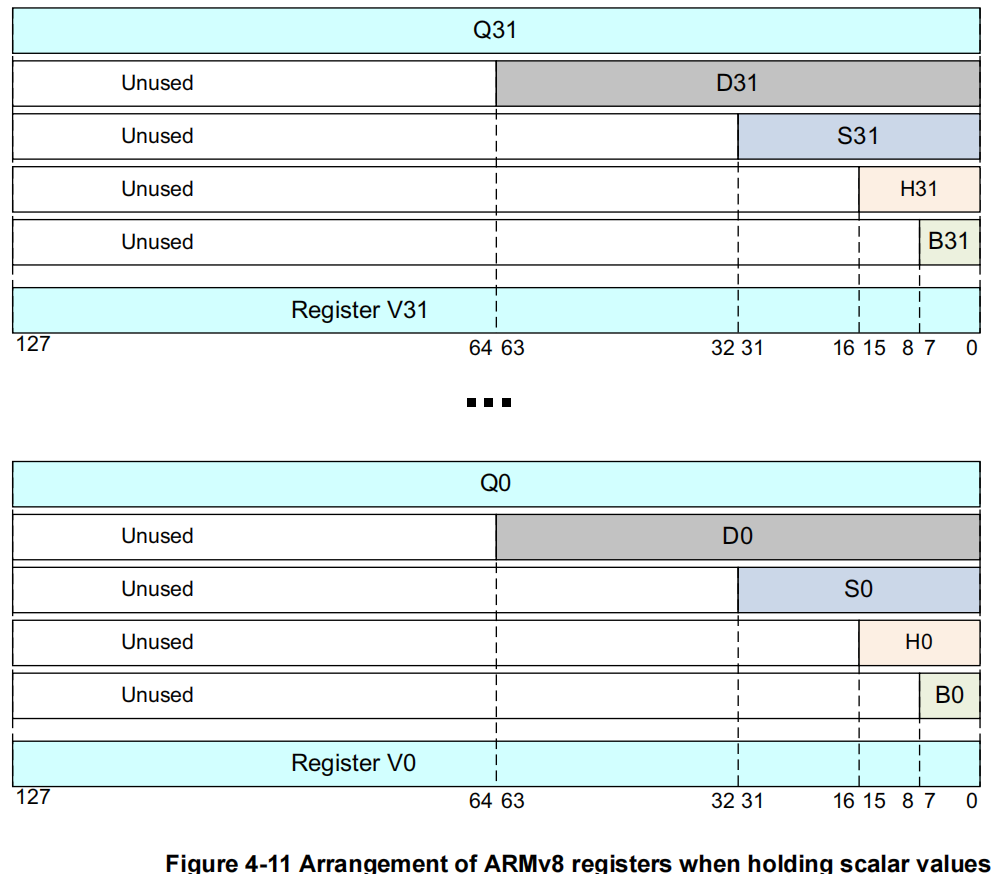 Q31
Unused D31
Unused S31
Unused H31
Unused B31
Register V31
127 64 63 32 31 16 15 8 7 0
...
Q0
Unused D0
Unused S0
Unused H0
Unused B0
Register V0
127 64 63 32 31 16 15 8 7 0
Figure 4-11 Arrangement of ARMv8 registers when holding scalar values